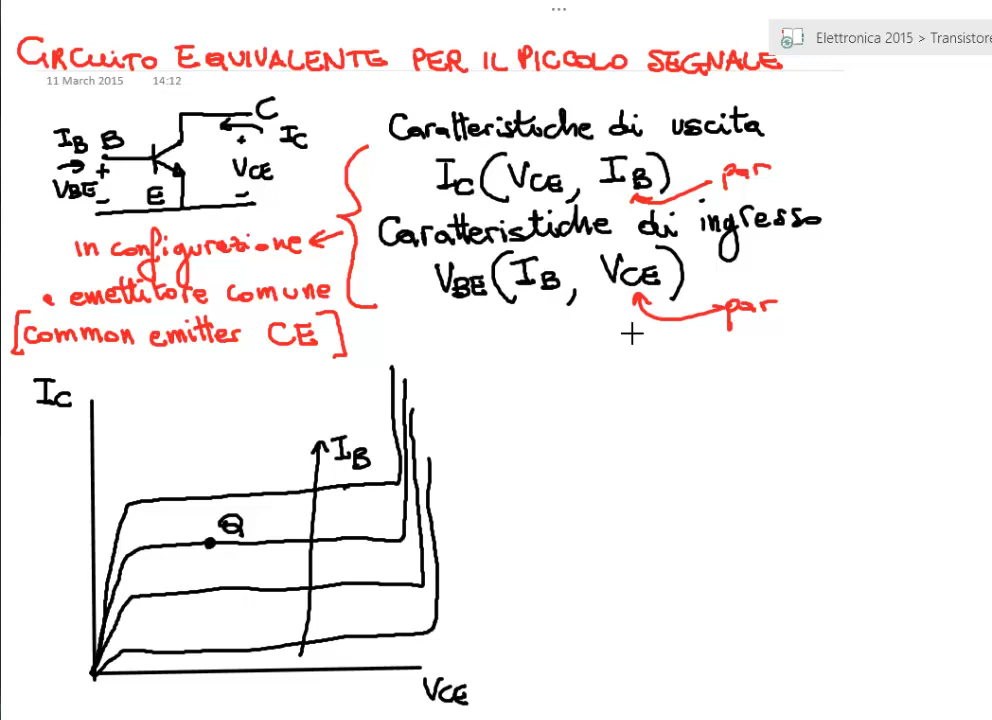 Elettronica 2015 > Transistore
CIRCUITO EQUIVALENTE PER IL PICCOLO SEGNALE
11 March 2015 14:12
C
IB B
IC
+
+
VCE
VBE
-
E
-
Caratteristiche di uscita
IC(VCE, IB)
par
Caratteristiche di ingresso
VBE(IB, VCE)
par
In configurazione
a emettitore comune
[common emitter CE]
IC
IB
Q
VCE